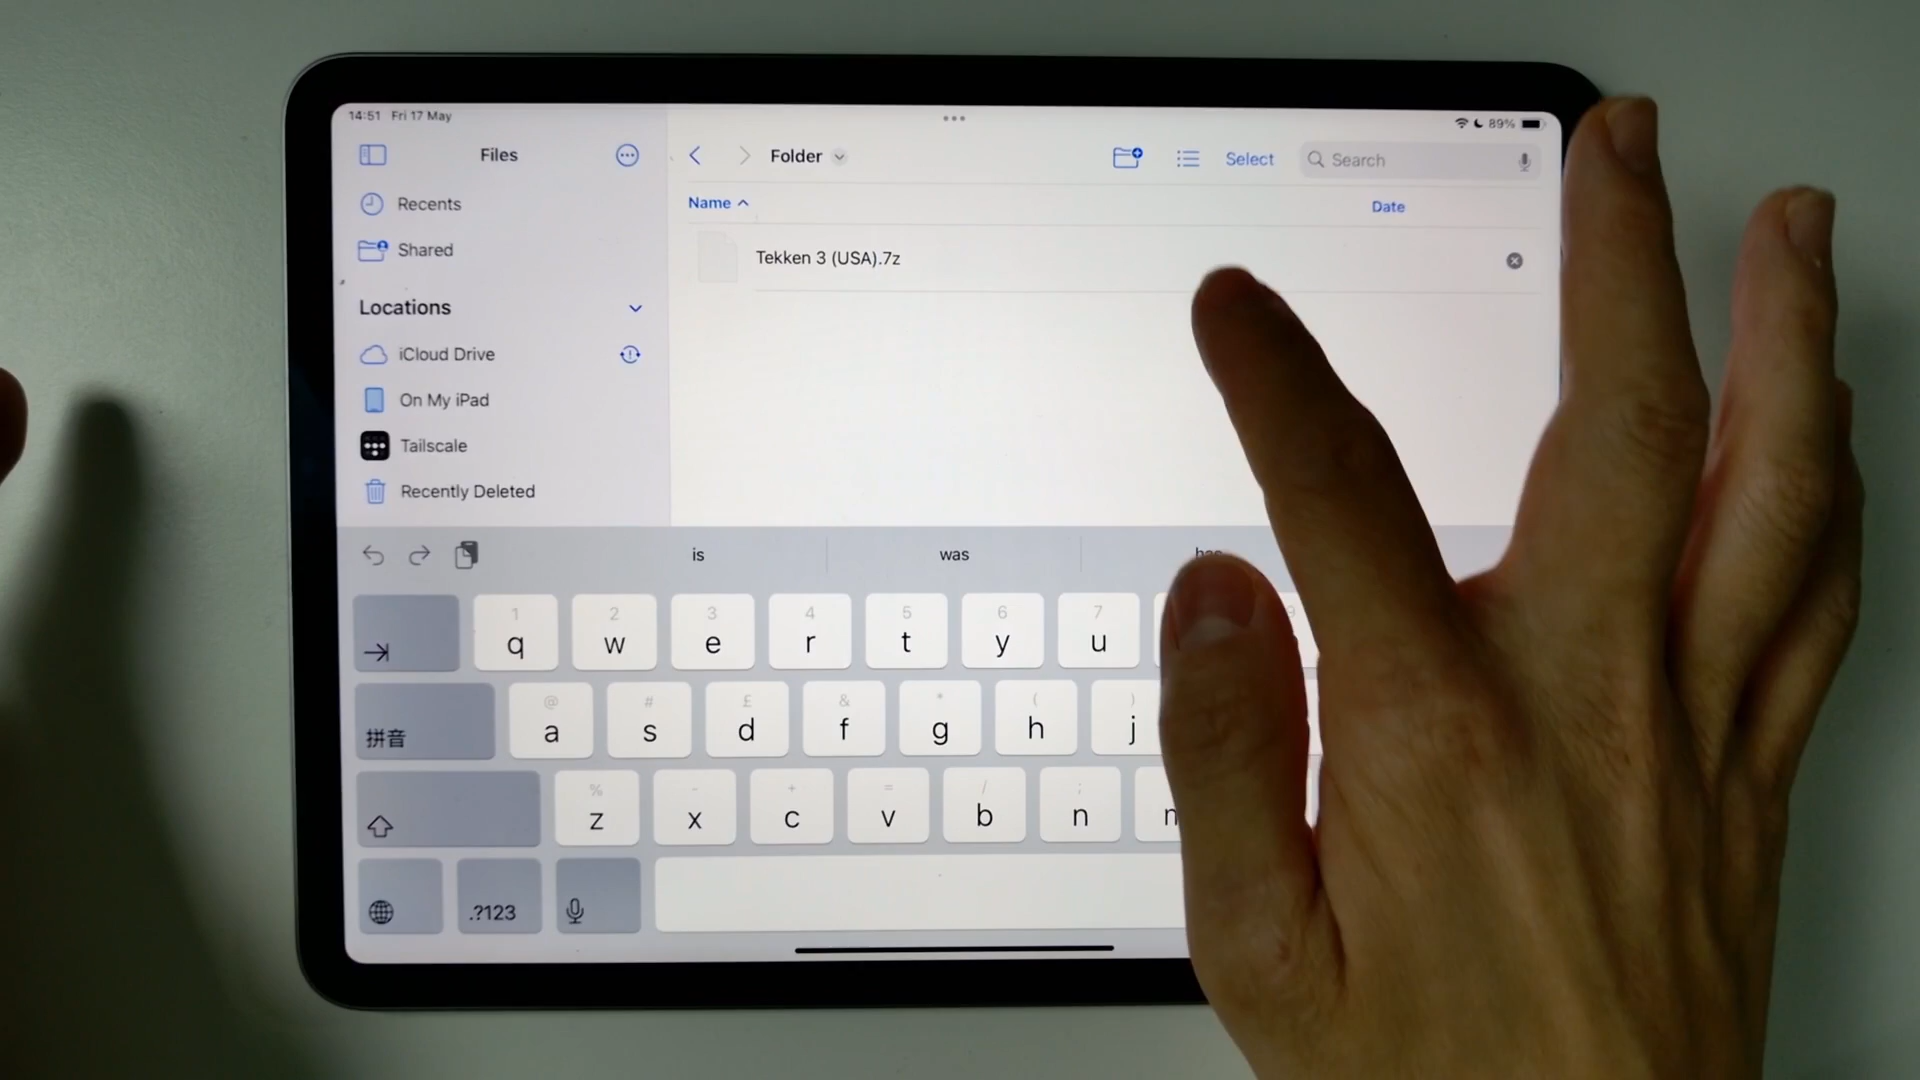 14:51 Fri 17 May
89%
Files
Recents
Shared
Locations
iCloud Drive
On My iPad
Tailscale
Recently Deleted
Folder
Select
Search
Name
Date
Tekken 3 (USA).7z
is was has
1 2 3 4 5 6 7 9
q w e r t y u
@ # £ & * ( )
a s d f g h j
拼音
% - + = / ;
z x c v b n m
.?123